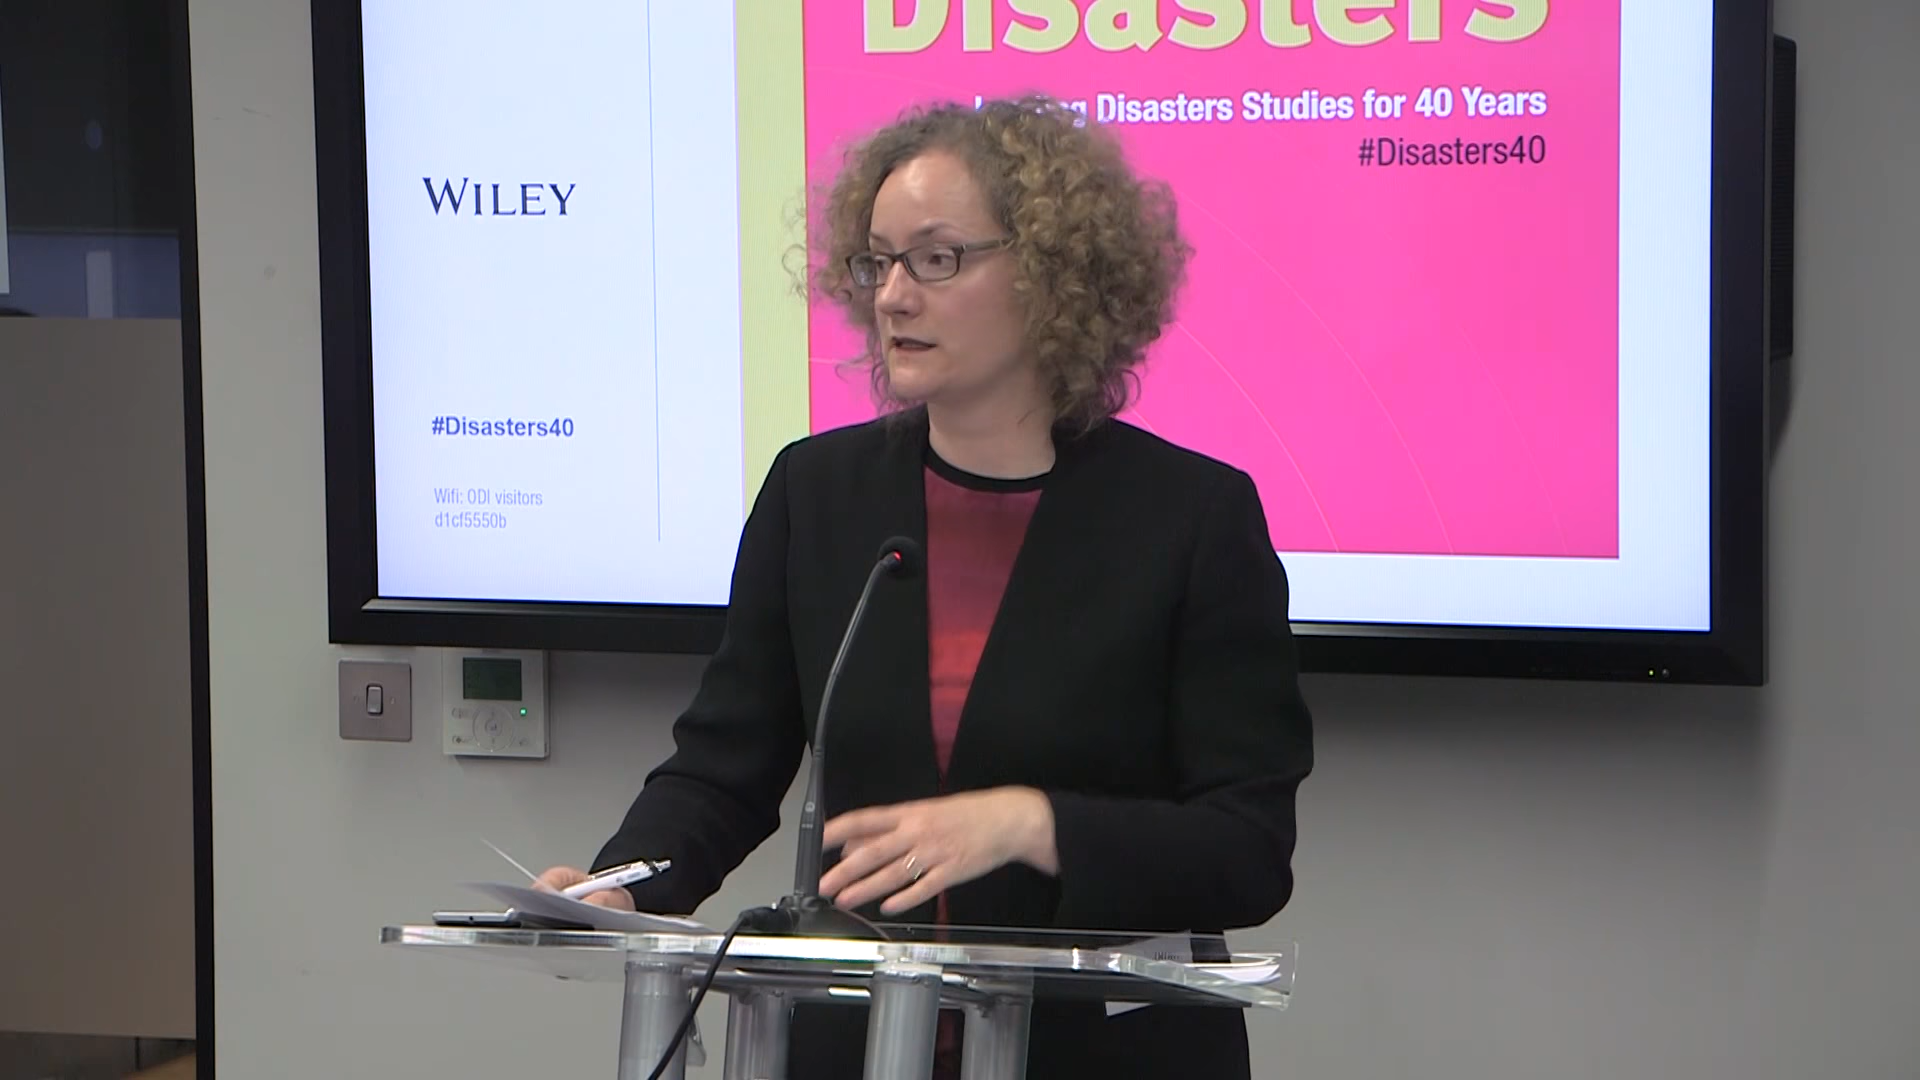 Disasters
Disasters Studies for 40 Years
#Disasters40
WILEY
#Disasters40
Wifi: ODI visitors
d1cf5550b